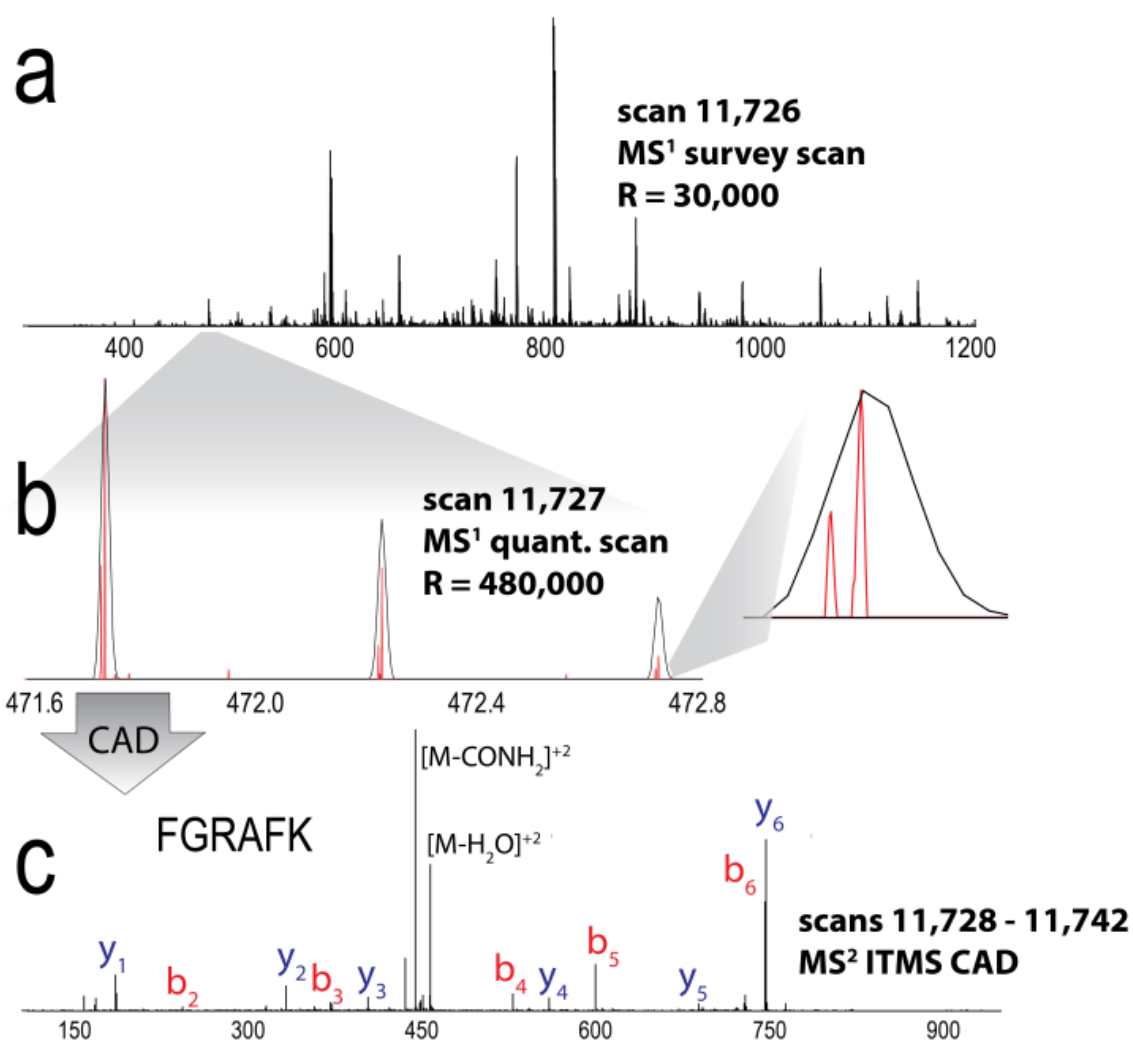 a
scan 11,726
MS¹ survey scan
R = 30,000
400 600 800 1000 1200
b
scan 11,727
MS¹ quant. scan
R = 480,000
471.6 472.0 472.4 472.8
CAD
[M-CONH₂]⁺²
FGRAFK
[M-H₂O]⁺²
c
y₆
b₆
scans 11,728 - 11,742
MS² ITMS CAD
y₁ b₂ y₂ b₃ y₃ b₄ y₄ b₅ y₅
150 300 450 600 750 900